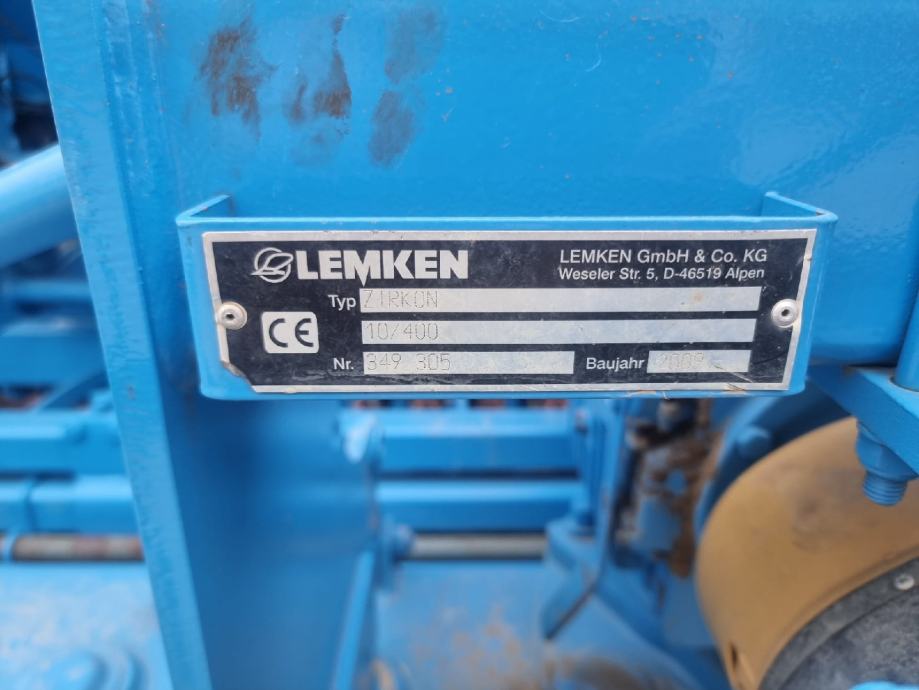 LEMKEN
LEMKEN GmbH & Co. KG
Weseler Str. 5, D-46519 Alpen
Typ ZIRKON
10/400
CE
Nr. 349 305 Baujahr 2009